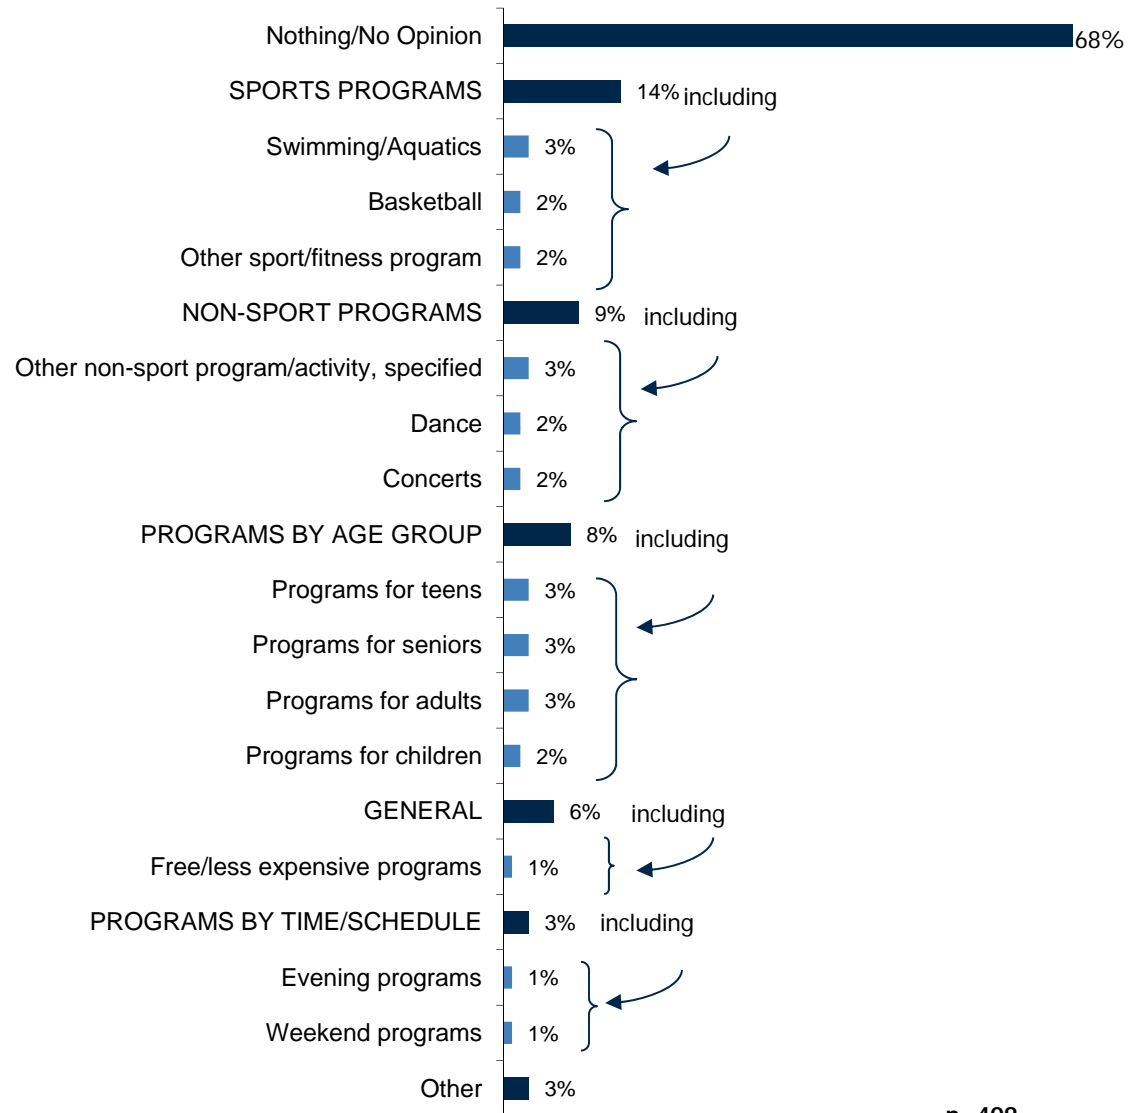 Nothing/No Opinion 68%
SPORTS PROGRAMS 14% including
Swimming/Aquatics 3%
Basketball 2%
Other sport/fitness program 2%
NON-SPORT PROGRAMS 9% including
Other non-sport program/activity, specified 3%
Dance 2%
Concerts 2%
PROGRAMS BY AGE GROUP 8% including
Programs for teens 3%
Programs for seniors 3%
Programs for adults 3%
Programs for children 2%
GENERAL 6% including
Free/less expensive programs 1%
PROGRAMS BY TIME/SCHEDULE 3% including
Evening programs 1%
Weekend programs 1%
Other 3%